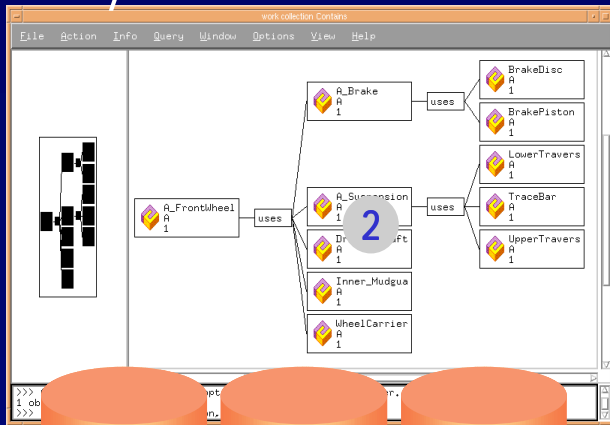 work collection Contains
File Action Info Query Window Options View Help
BrakeDisc
A
1
A_Brake
A
1
uses
BrakePiston
A
1
LowerTravers
A
1
A_FrontWheel
A
1
uses
A
1
uses
TraceBar
A
1
2
A
1
UpperTravers
A
1
Inner_Mudgua
A
1
WheelCarrier
A
1
>>>
1 ob
>>>